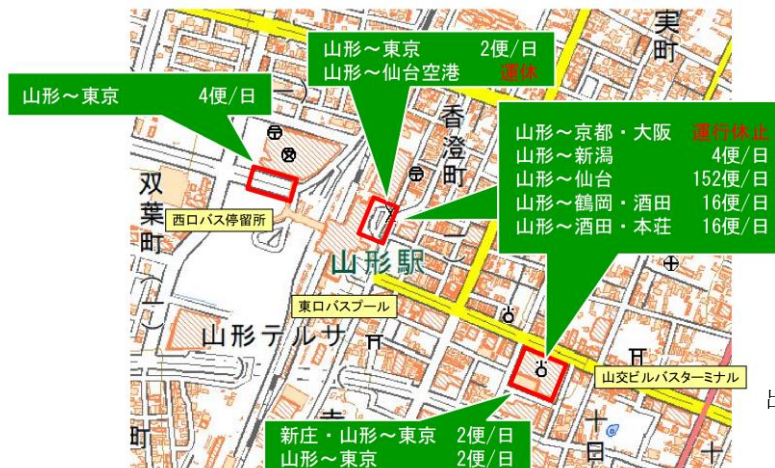 山形～東京 4便/日
山形～東京 2便/日
山形～仙台空港 運休
山形～京都・大阪 運行休止
山形～新潟 4便/日
山形～仙台 152便/日
山形～鶴岡・酒田 16便/日
山形～酒田・本荘 16便/日
実町
香澄町
双葉町
(一)
西口バス停留所
山形駅
東口バスプール
山形テルサ
山交ビルバスターミナル
新庄・山形～東京 2便/日
山形～東京 2便/日
町
十日
十